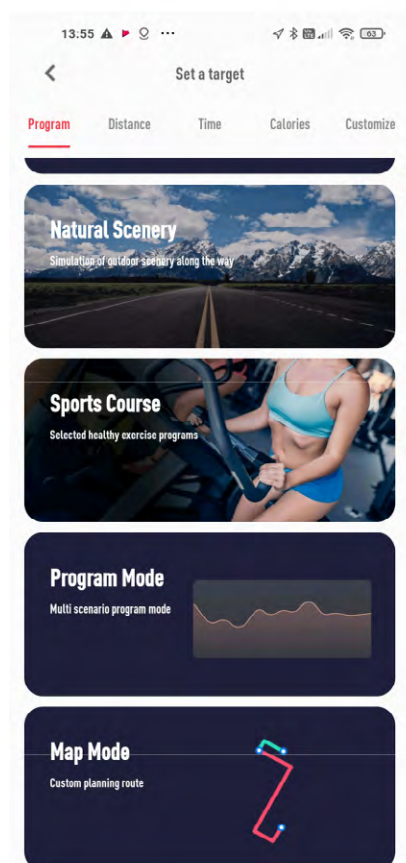 13:55
63
Set a target
Program Distance Time Calories Customize
Natural Scenery
Simulation of outdoor scenery along the way
Sports Course
Selected healthy exercise programs
Program Mode
Multi scenario program mode
Map Mode
Custom planning route